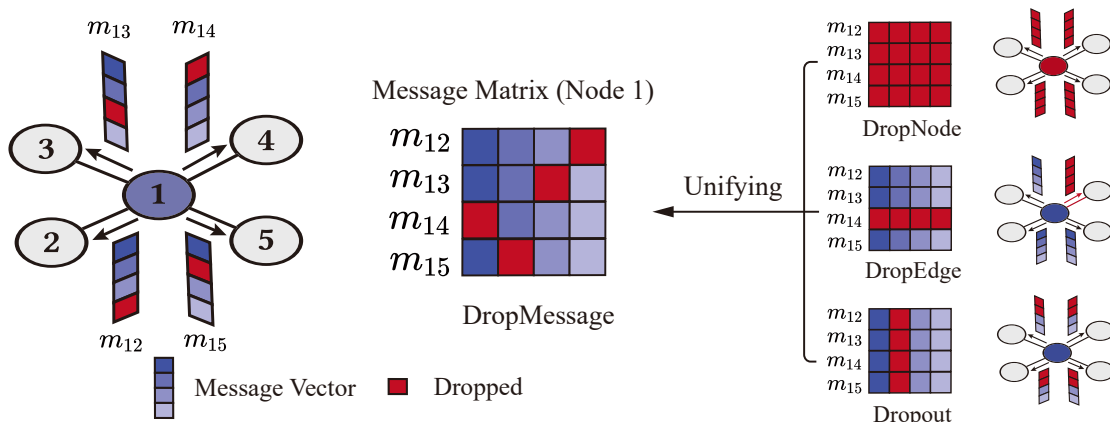 m13 m14
3 4
1
2 5
m12 m15
Message Vector
Dropped
Message Matrix (Node 1)
m12
m13
m14
m15
DropMessage
Unifying
m12
m13
m14
m15
DropNode
m12
m13
m14
m15
DropEdge
m12
m13
m14
m15
Dropout